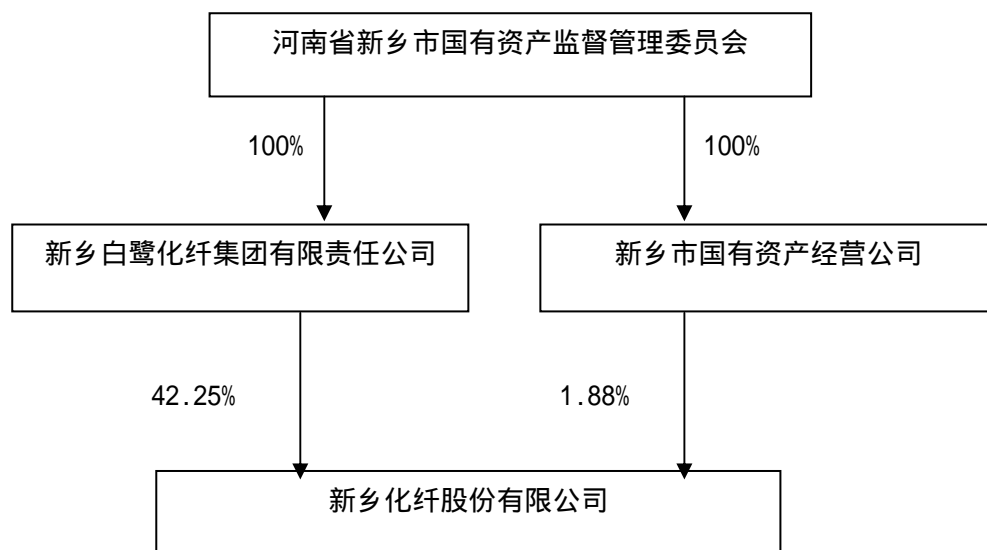 河南省新乡市国有资产监督管理委员会
100%
100%
新乡白鹭化纤集团有限责任公司
新乡市国有资产经营公司
42.25%
1.88%
新乡化纤股份有限公司